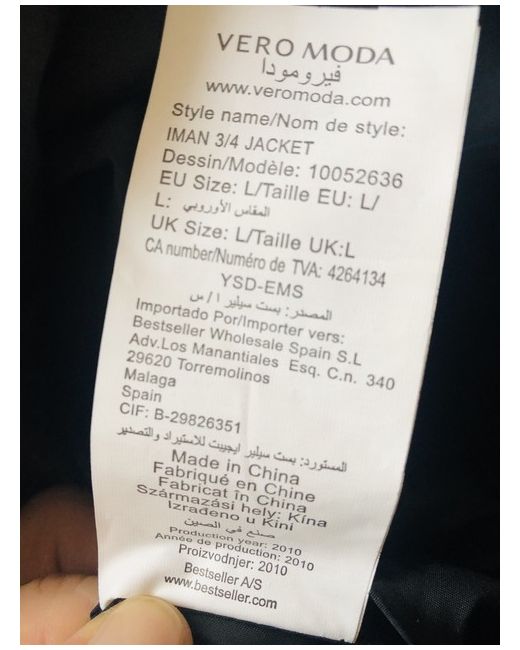 VERO MODA
فيرومودا
www.veromoda.com
Style name/Nom de style:
IMAN 3/4 JACKET
Dessin/Modèle: 10052636
EU Size: L/Taille EU: L/
L: المقاس الأوروبي
UK Size: L/Taille UK:L
CA number/Numéro de TVA: 4264134
YSD-EMS
المصدر: بست سيلير ا/ س
Importado Por/Importer vers:
Bestseller Wholesale Spain S.L
Adv.Los Manantiales Esq. C.n. 340
29620 Torremolinos
Malaga
Spain
CIF: B-29826351
المستورد: بست سيلير ايجيبت للاستيراد والتصدير
Made in China
Fabriqué en Chine
Fabricat în China
Származási hely: Kína
Izrađeno u Kini
صنع في الصين
Production year: 2010
Année de production: 2010
Proizvodnjer: 2010
Bestseller A/S
www.bestseller.com